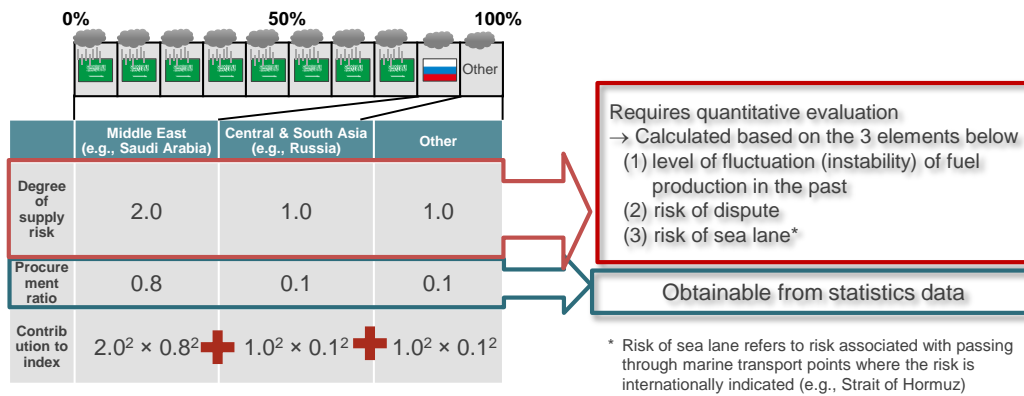 0% 50% 100%
Other
Middle East
(e.g., Saudi Arabia)
Central & South Asia
(e.g., Russia)
Other
Degree
of
supply
risk
2.0 1.0 1.0
Procure
ment
ratio
0.8 0.1 0.1
Contrib
ution to
index
2.0² × 0.8² + 1.0² × 0.1² + 1.0² × 0.1²
Requires quantitative evaluation
→ Calculated based on the 3 elements below
(1) level of fluctuation (instability) of fuel
production in the past
(2) risk of dispute
(3) risk of sea lane*
Obtainable from statistics data
* Risk of sea lane refers to risk associated with passing
through marine transport points where the risk is
internationally indicated (e.g., Strait of Hormuz)